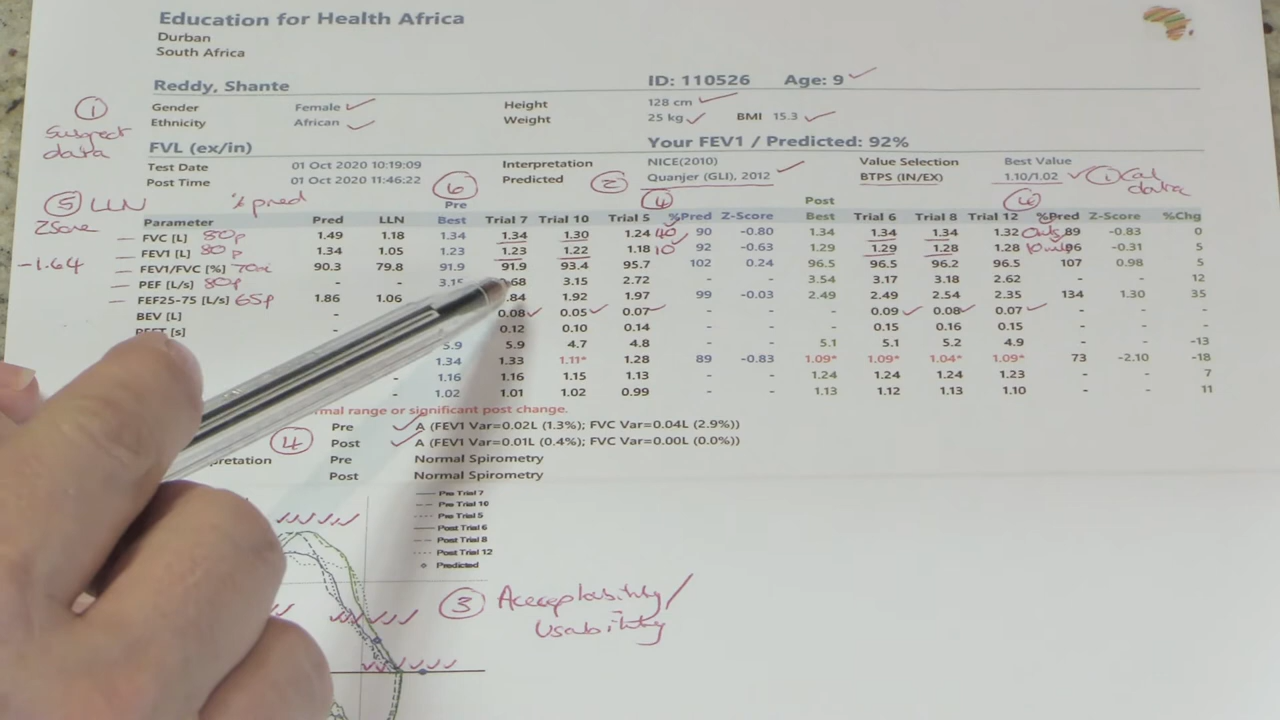 Education for Health Africa
Durban
South Africa
Reddy, Shante ID: 110526 Age: 9
Gender Female Height 128 cm
Ethnicity African Weight 25 kg BMI 15.3
① Suspect data
FVL (ex/in) Your FEV1 / Predicted: 92%
Test Date 01 Oct 2020 10:19:09 Interpretation NICE(2010) Value Selection Best Value
Post Time 01 Oct 2020 11:46:22 Predicted ② Quanjer (GLI), 2012 BTPS (IN/EX) 1.10/1.02 ① Cal data
⑤ LLN % pred ⑥ ④
Z Score
Pre Post
Parameter Pred LLN Best Trial 7 Trial 10 Trial 5 %Pred Z-Score Best Trial 6 Trial 8 Trial 12 %Pred Z-Score %Chg
FVC [L] 80p 1.49 1.18 1.34 1.34 1.30 1.24 40 90 -0.80 1.34 1.34 1.34 1.32 89 -0.83 0
FEV1 [L] 80p 1.34 1.05 1.23 1.23 1.22 1.18 10 92 -0.63 1.29 1.29 1.28 1.28 10mls 96 -0.31 5
-1.64
FEV1/FVC [%] 90.3 79.8 91.9 91.9 93.4 95.7 102 0.24 96.5 96.5 96.2 96.5 107 0.98 5
PEF [L/s] 80p - - 3.15 .68 3.15 2.72 - - 3.54 3.17 3.18 2.62 - - 12
FEF25-75 [L/s] 65p 1.86 1.06 .84 1.92 1.97 99 -0.03 2.49 2.49 2.54 2.35 134 1.30 35
BEV [L] - 0.08 0.05 0.07 - - - 0.09 0.08 0.07 - - -
[s] - 0.12 0.10 0.14 - - 0.15 0.16 0.15 - - -
5.9 5.9 4.7 4.8 - - 5.1 5.1 5.2 4.9 - - -13
1.34 1.33 1.11* 1.28 89 -0.83 1.09* 1.09* 1.04* 1.09* 73 -2.10 -18
- 1.16 1.16 1.15 1.13 - - 1.24 1.24 1.24 1.23 - - 7
- 1.02 1.01 1.02 0.99 - - 1.13 1.12 1.13 1.10 - - 11
rmal range or significant post change.
Pre A (FEV1 Var=0.02L (1.3%); FVC Var=0.04L (2.9%))
④ Post A (FEV1 Var=0.01L (0.4%); FVC Var=0.00L (0.0%))
pretation Pre Normal Spirometry
Post Normal Spirometry
Pre Trial 7
Pre Trial 10
Pre Trial 5
Post Trial 6
Post Trial 8
Post Trial 12
Predicted
③ Acceptability/
Usability